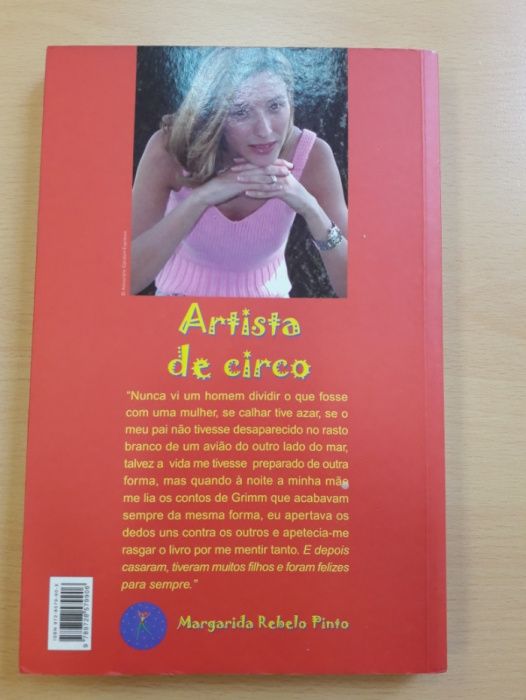 Artista
de circo
"Nunca vi um homem dividir o que fosse
com uma mulher, se calhar tive azar, se o
meu pai não tivesse desaparecido no rasto
branco de um avião do outro lado do mar,
talvez a vida me tivesse preparado de outra
forma, mas quando à noite a minha mãe
me lia os contos de Grimm que acabavam
sempre da mesma forma, eu apertava os
dedos uns contra os outros e apetecia-me
rasgar o livro por me mentir tanto. E depois
casaram, tiveram muitos filhos e foram felizes
para sempre."
Margarida Rebelo Pinto